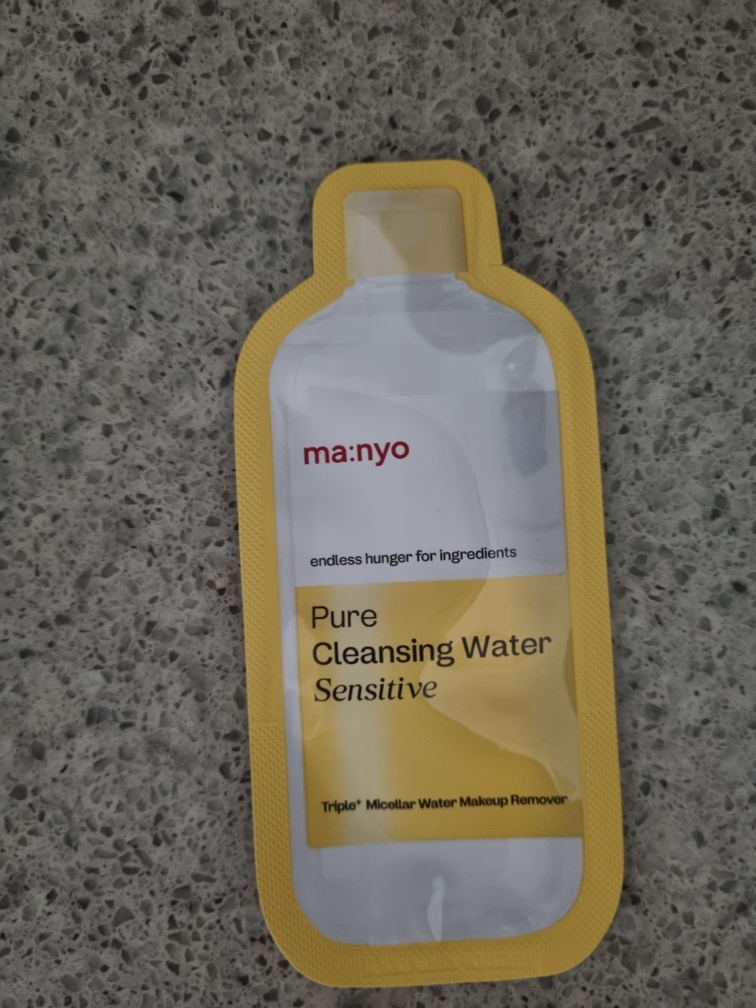 ma:nyo
endless hunger for ingredients
Pure
Cleansing Water
Sensitive
Triple⁺ Micellar Water Makeup Remover